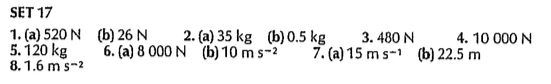 SET 17
1. (a) 520 N (b) 26 N 2. (a) 35 kg (b) 0.5 kg 3. 480 N 4. 10 000 N
5. 120 kg 6. (a) 8 000 N (b) 10 m s⁻² 7. (a) 15 m s⁻¹ (b) 22.5 m
8. 1.6 m s⁻²